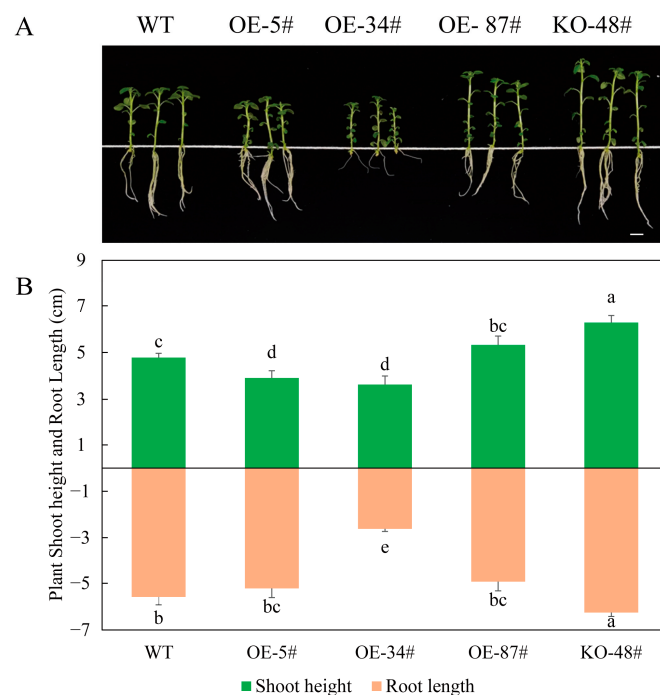 A
WT OE-5# OE-34# OE- 87# KO-48#
B
Plant Shoot height and Root Length (cm)
9
7
5
3
1
−1
−3
−5
−7
c
d
d
bc
a
b
bc
e
bc
a
WT OE-5# OE-34# OE-87# KO-48#
Shoot height Root length